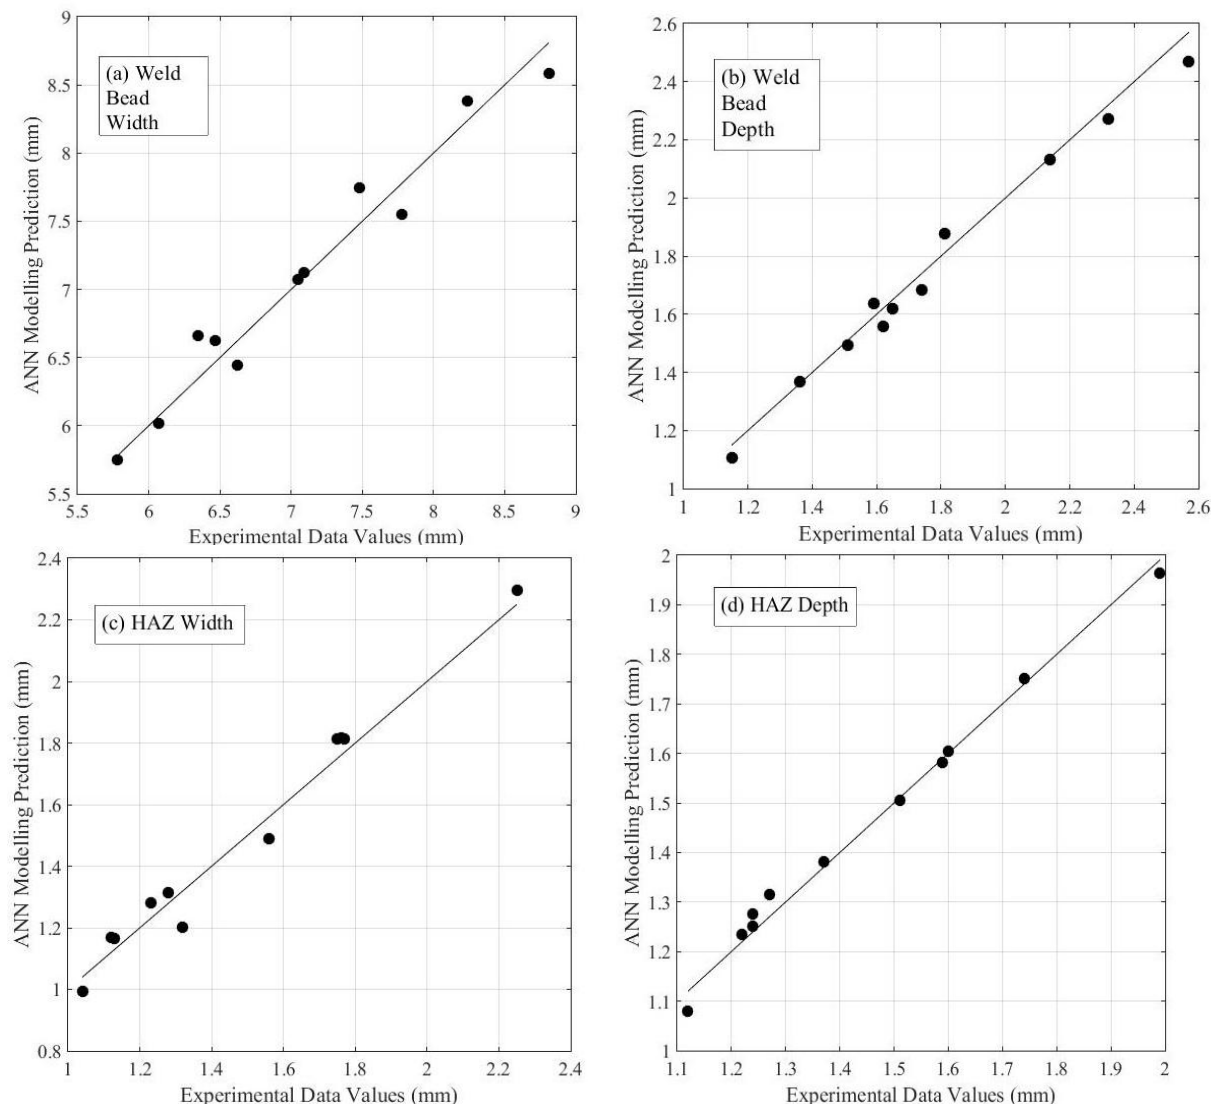 9
8.5
8
7.5
7
6.5
6
5.5
ANN Modelling Prediction (mm)
(a) Weld
Bead
Width
5.5 6 6.5 7 7.5 8 8.5 9
Experimental Data Values (mm)
2.6
2.4
2.2
2
1.8
1.6
1.4
1.2
1
ANN Modelling Prediction (mm)
(b) Weld
Bead
Depth
1 1.2 1.4 1.6 1.8 2 2.2 2.4 2.6
Experimental Data Values (mm)
2.4
2.2
2
1.8
1.6
1.4
1.2
1
0.8
ANN Modelling Prediction (mm)
(c) HAZ Width
1 1.2 1.4 1.6 1.8 2 2.2 2.4
Experimental Data Values (mm)
2
1.9
1.8
1.7
1.6
1.5
1.4
1.3
1.2
1.1
1
ANN Modelling Prediction (mm)
(d) HAZ Depth
1.1 1.2 1.3 1.4 1.5 1.6 1.7 1.8 1.9 2
Experimental Data Values (mm)